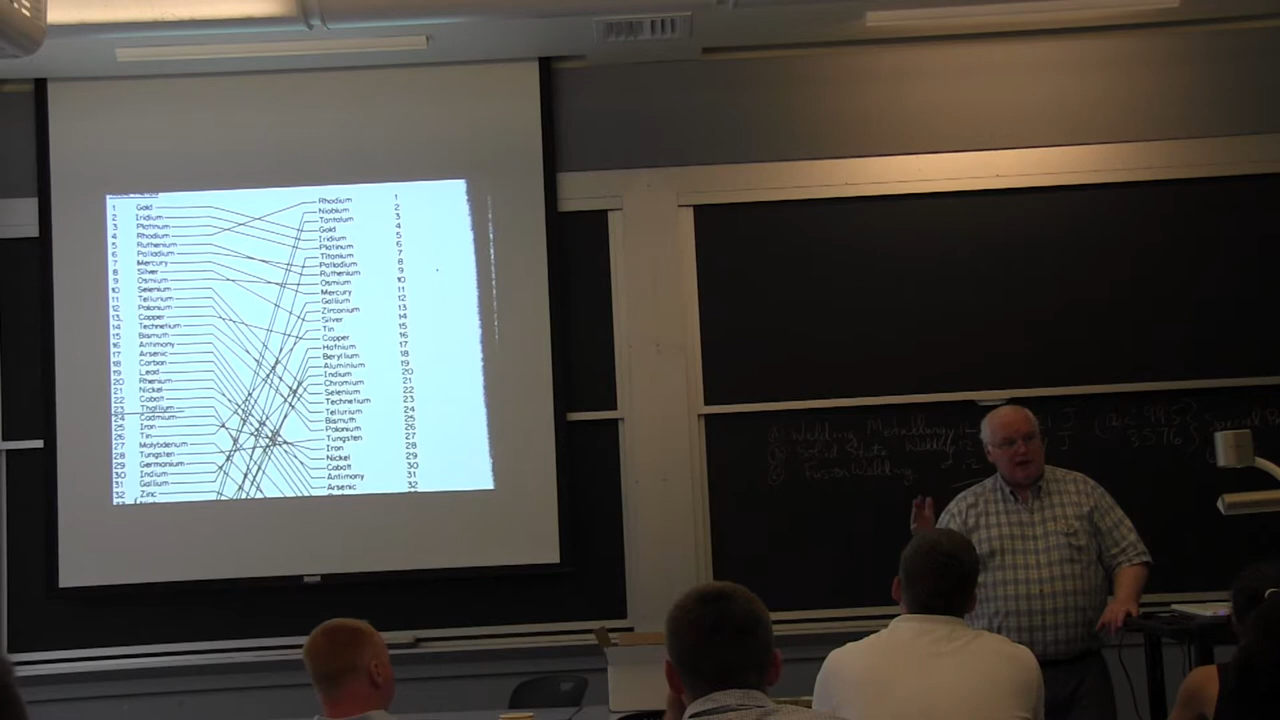 1 Gold Rhodium 1
2 Iridium Niobium 2
3 Platinum Tantalum 3
4 Rhodium Gold 4
5 Ruthenium Iridium 5
6 Palladium Platinum 6
7 Mercury Titanium 7
8 Silver Palladium 8
9 Osmium Ruthenium 9
10 Selenium Osmium 10
11 Tellurium Mercury 11
12 Polonium Gallium 12
13 Copper Zirconium 13
14 Technetium Silver 14
15 Bismuth Tin 15
16 Antimony Copper 16
17 Arsenic Hafnium 17
18 Carbon Beryllium 18
19 Lead Aluminium 19
20 Rhenium Indium 20
21 Nickel Chromium 21
22 Cobalt Selenium 22
23 Thallium Technetium 23
24 Cadmium Tellurium 24
25 Iron Bismuth 25
26 Tin Polonium 26
27 Molybdenum Tungsten 27
28 Tungsten Iron 28
29 Germanium Nickel 29
30 Indium Cobalt 30
31 Gallium Antimony 31
32 Zinc Arsenic 32
Welding Metallurgy J
Solid State Welding J
Fusion Welding